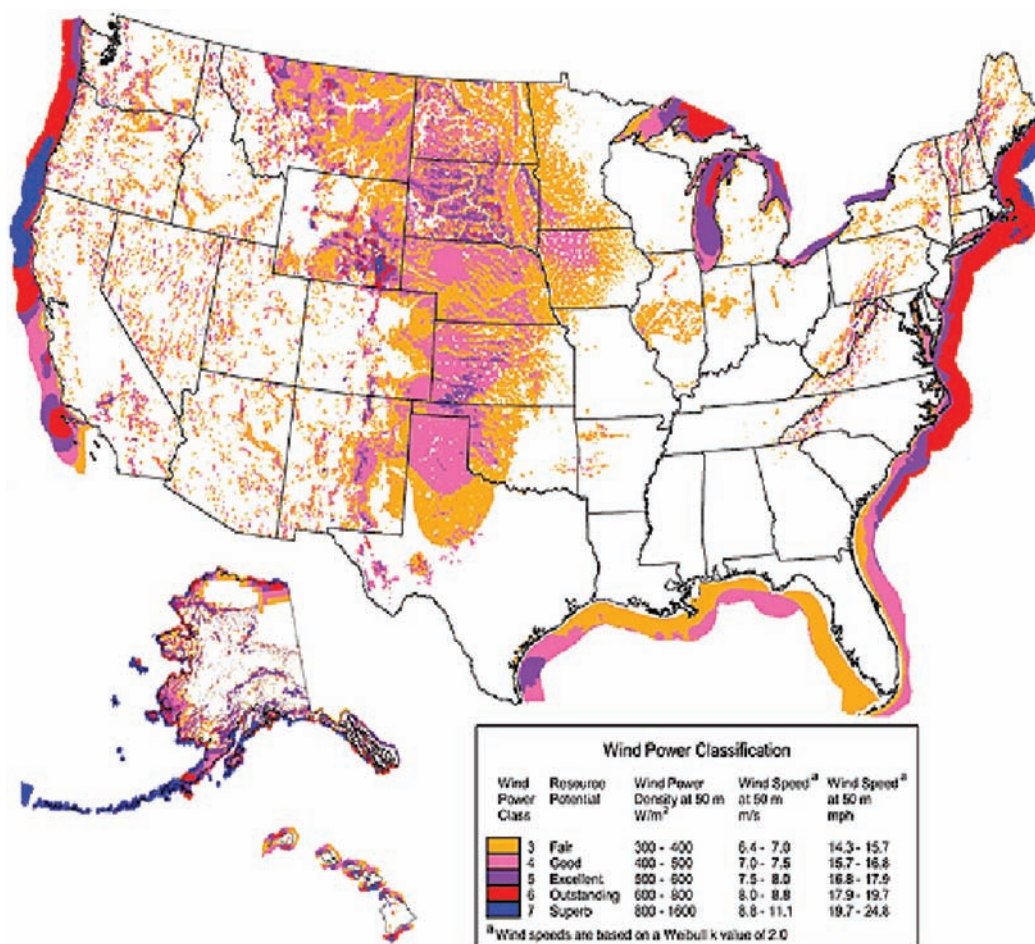 Wind Power Classification
Wind Power Class Resource Potential Wind Power Density at 50 m W/m² Wind Speed a at 50 m m/s Wind Speed a at 50 m mph
3 Fair 300 - 400 6.4 - 7.0 14.3 - 15.7
4 Good 400 - 500 7.0 - 7.5 15.7 - 16.8
5 Excellent 500 - 600 7.5 - 8.0 16.8 - 17.9
6 Outstanding 600 - 800 8.0 - 8.8 17.9 - 19.7
7 Superb 800 - 1600 8.8 - 11.1 19.7 - 24.8
a Wind speeds are based on a Weibull k value of 2.0